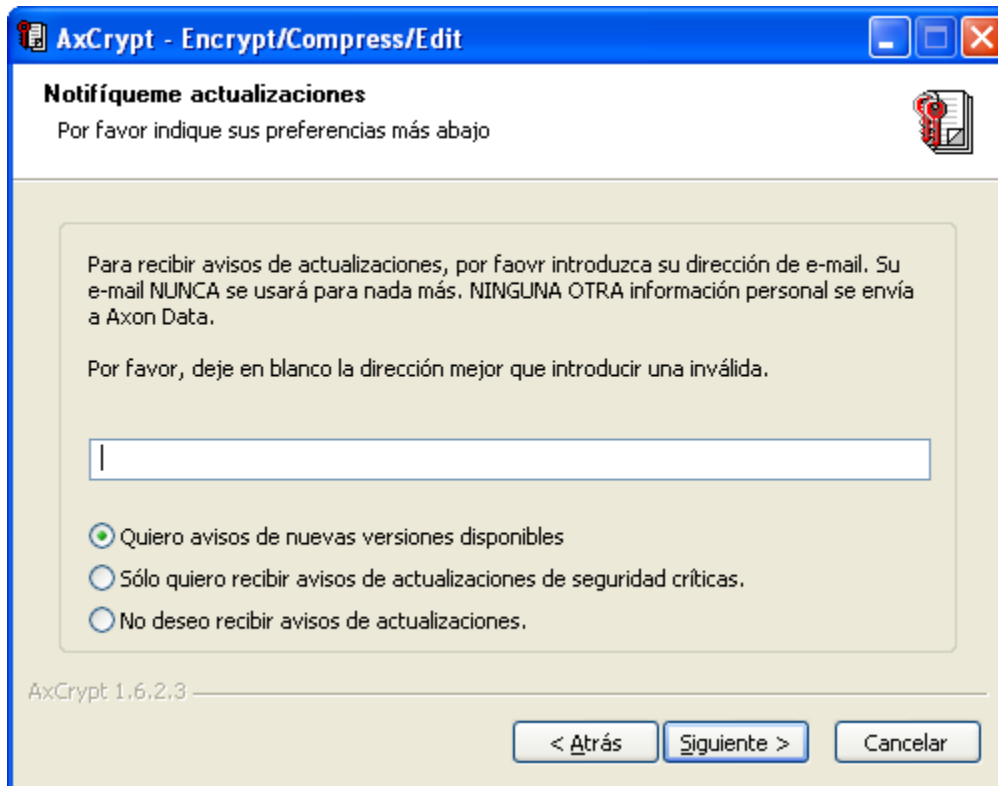 AxCrypt - Encrypt/Compress/Edit
Notifíqueme actualizaciones
Por favor indique sus preferencias más abajo
Para recibir avisos de actualizaciones, por faovr introduzca su dirección de e-mail. Su
e-mail NUNCA se usará para nada más. NINGUNA OTRA información personal se envía
a Axon Data.
Por favor, deje en blanco la dirección mejor que introducir una inválida.
Quiero avisos de nuevas versiones disponibles
Sólo quiero recibir avisos de actualizaciones de seguridad críticas.
No deseo recibir avisos de actualizaciones.
AxCrypt 1.6.2.3
< Atrás Siguiente > Cancelar